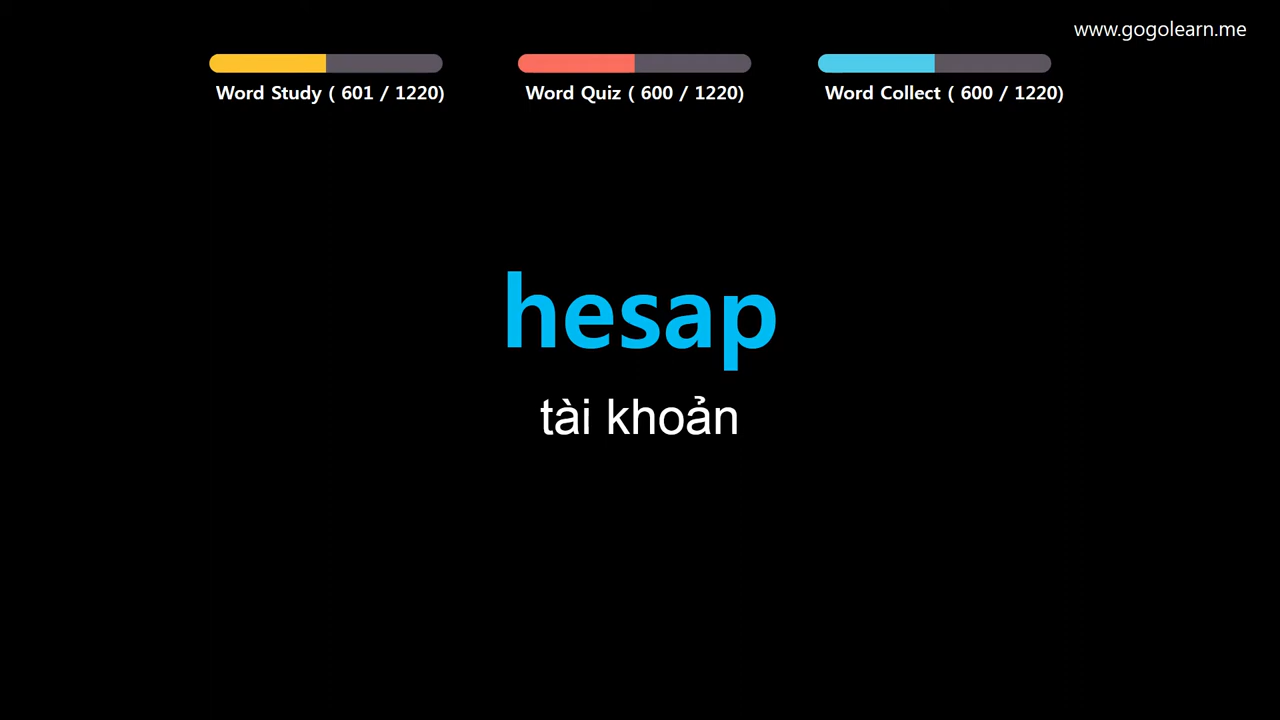 www.gogolearn.me
Word Study ( 601 / 1220)
Word Quiz ( 600 / 1220)
Word Collect ( 600 / 1220)
hesap
tài khoản